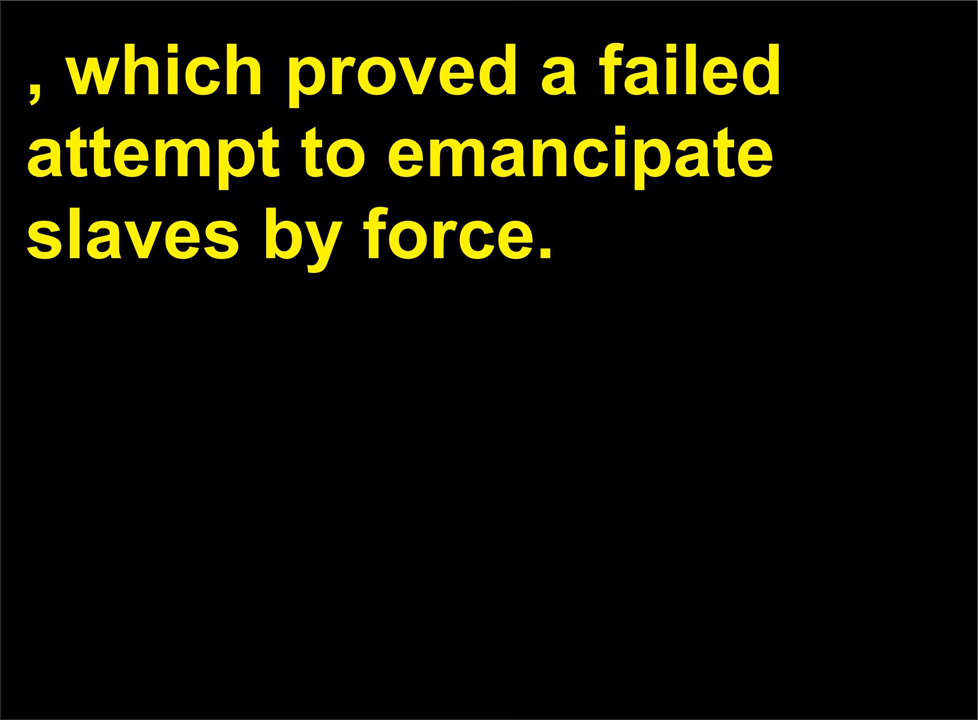 , which proved a failed
attempt to emancipate
slaves by force.